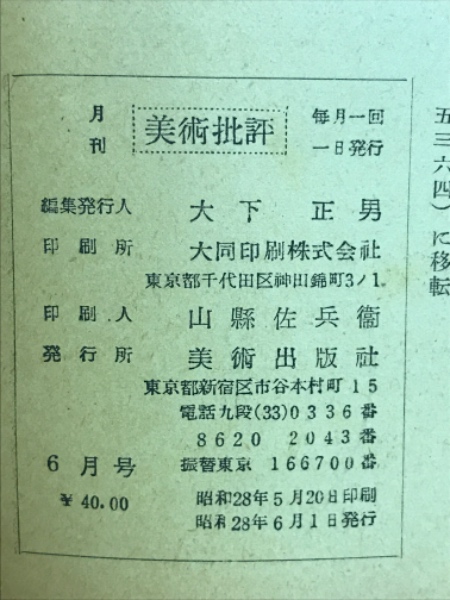 月刊 美術批評 毎月一回
一日発行
編集発行人 大下正男
印刷所 大同印刷株式会社
東京都千代田区神田錦町3ノ1
印刷人 山縣佐兵衞
発行所 美術出版社
東京都新宿区市谷本村町15
電話九段(33)0336番
8620 2043番
6月号 振替東京 166700番
¥40.00 昭和28年5月20日印刷
昭和28年6月1日発行
五三六四)に移転